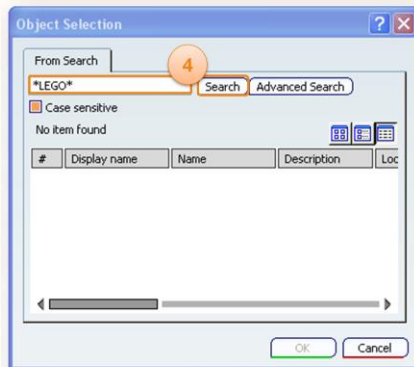 Object Selection
From Search
4
*LEGO*
Search
Advanced Search
Case sensitive
No item found
# Display name Name Description Loc
OK Cancel